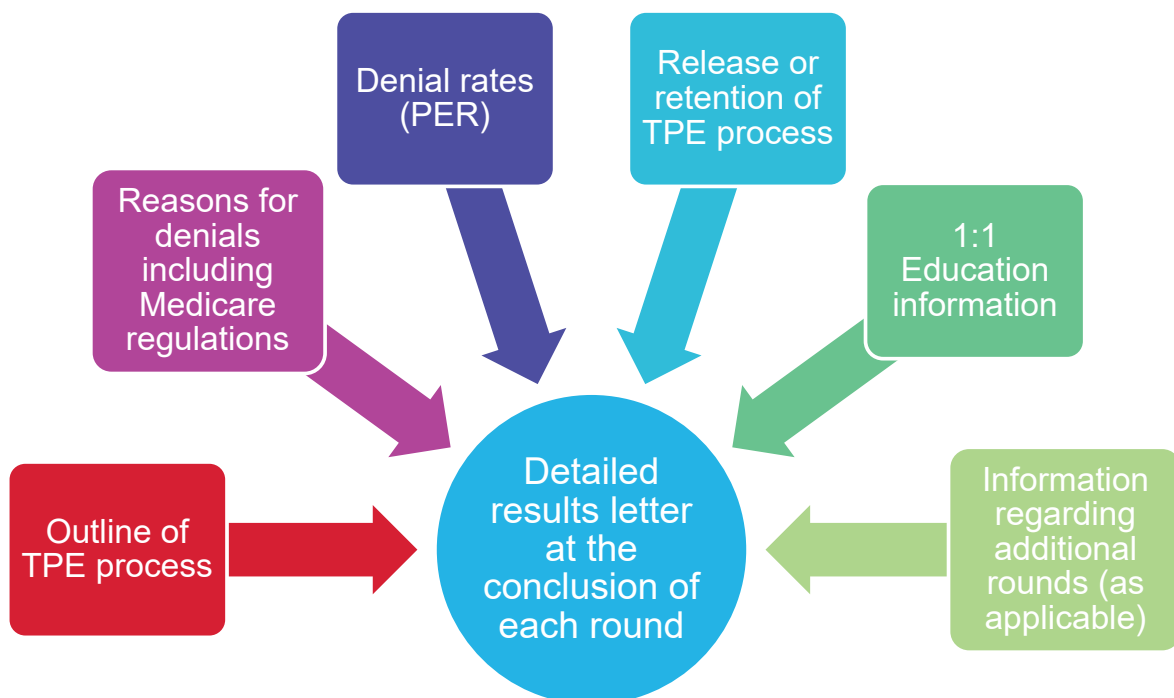 Outline of
TPE process
Reasons for
denials
including
Medicare
regulations
Denial rates
(PER)
Release or
retention of
TPE process
1:1
Education
information
Information
regarding
additional
rounds (as
applicable)
Detailed
results letter
at the
conclusion of
each round